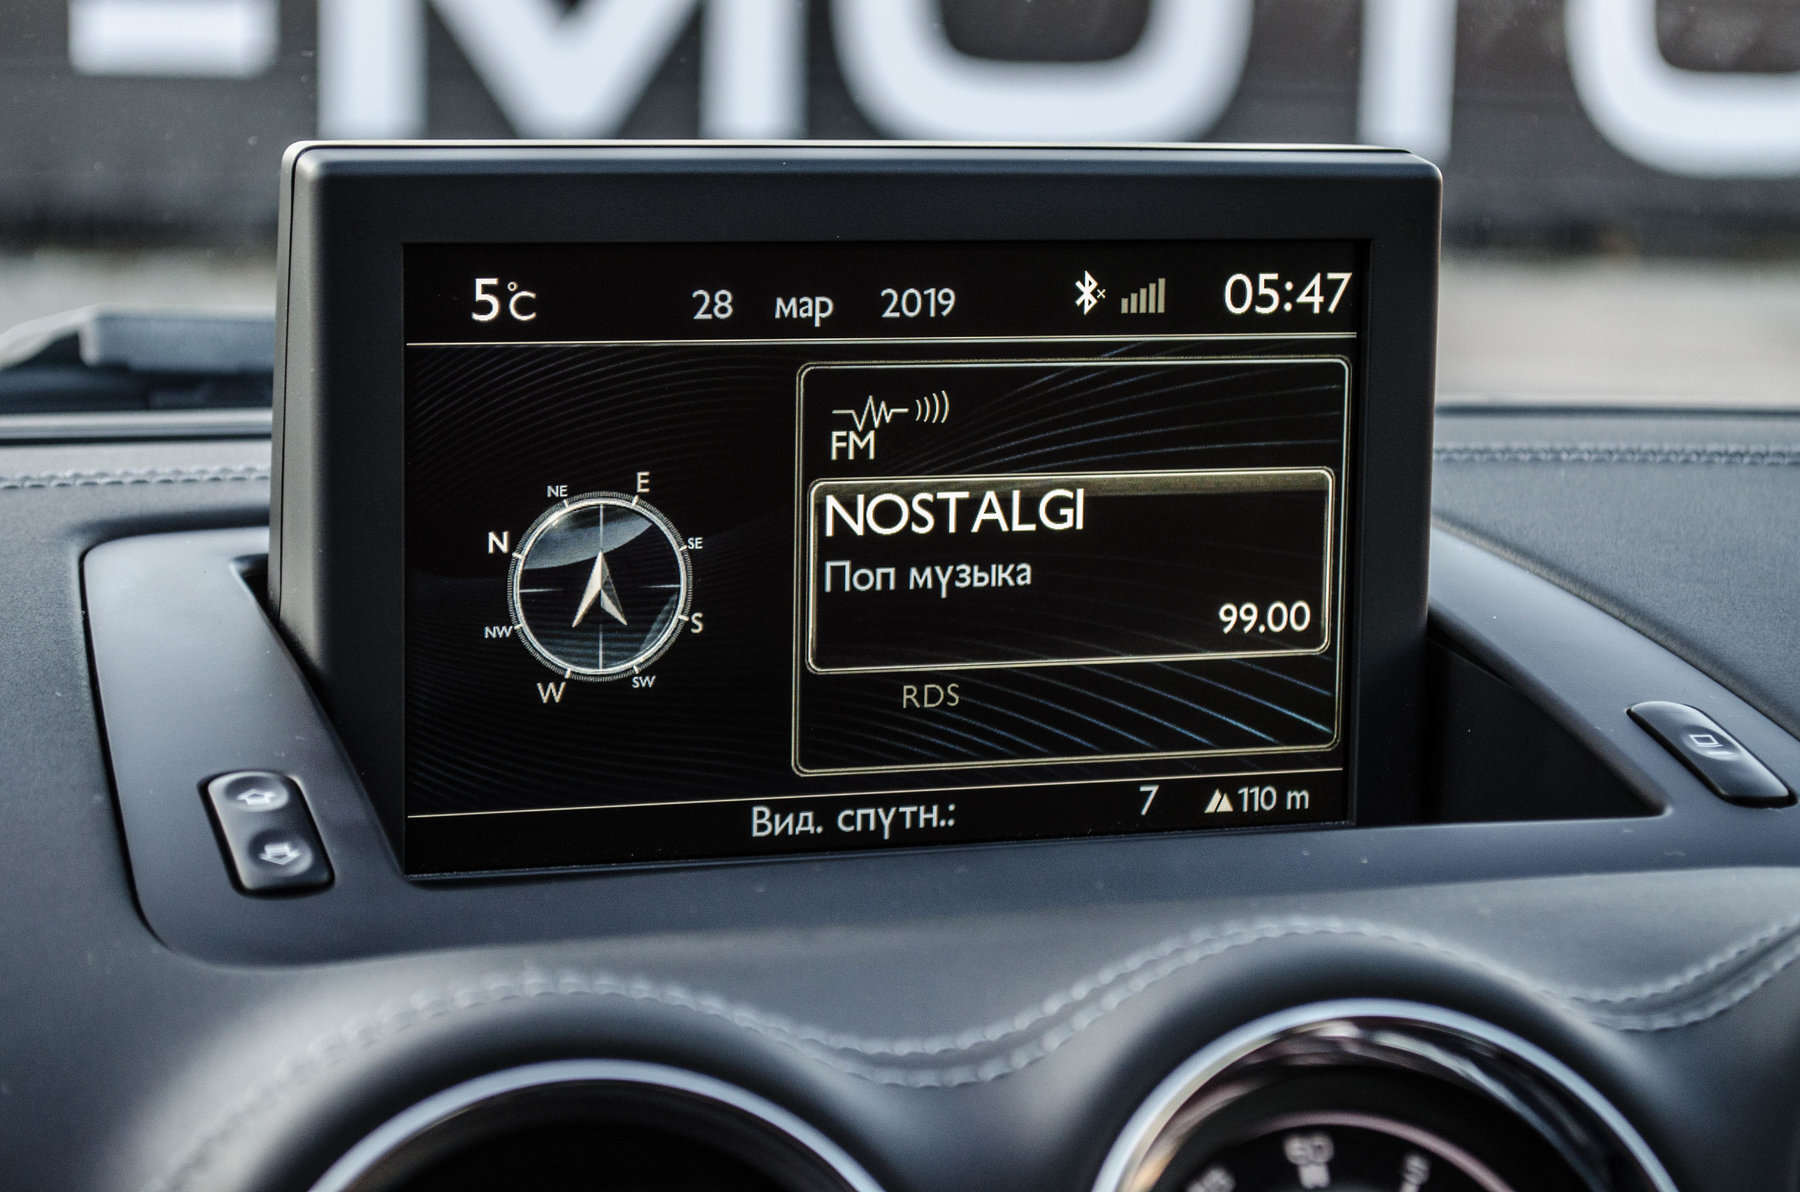 MOTO
5°C 28 мар 2019 05:47
FM
NOSTALGI
Поп музыка
99.00
RDS
NE E
N SE
NW S
W SW
Вид. спутн.: 7 110 m